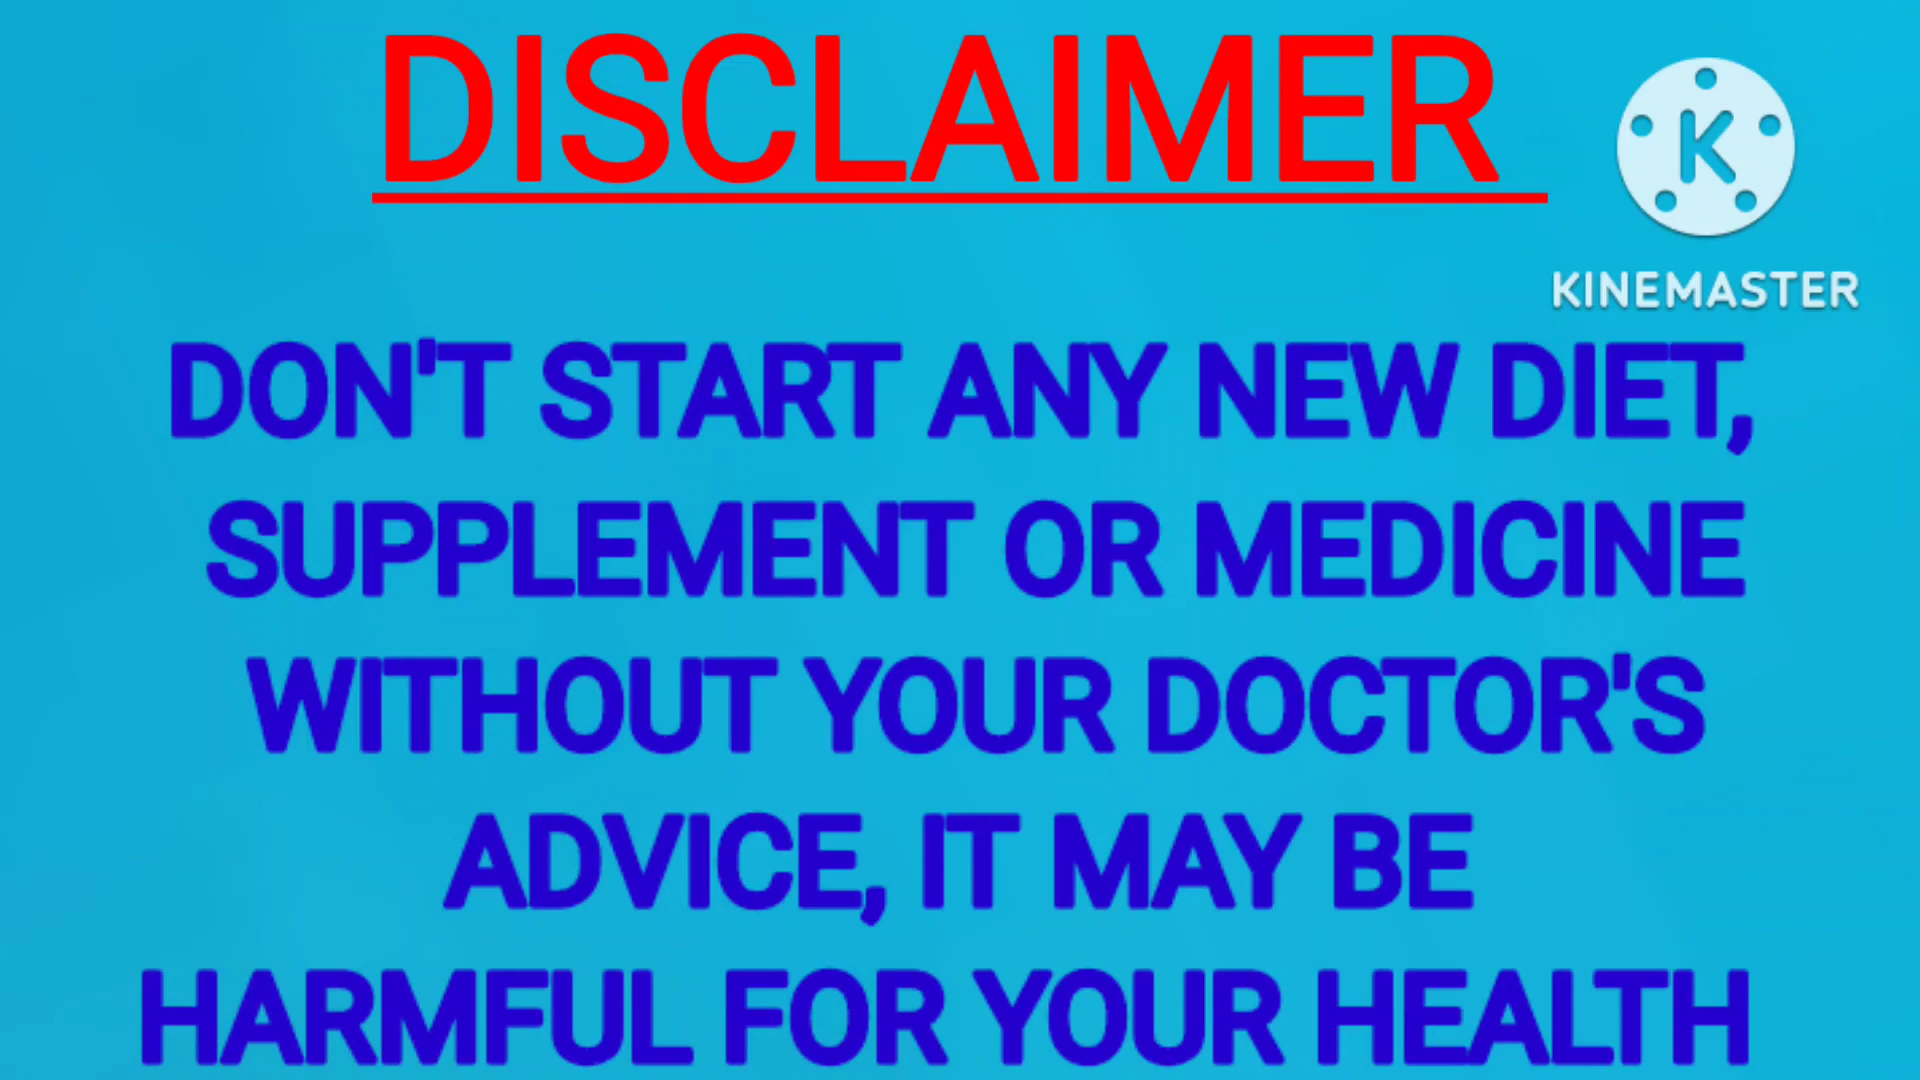 DISCLAIMER
K
KINEMASTER
DON'T START ANY NEW DIET,
SUPPLEMENT OR MEDICINE
WITHOUT YOUR DOCTOR'S
ADVICE, IT MAY BE
HARMFUL FOR YOUR HEALTH